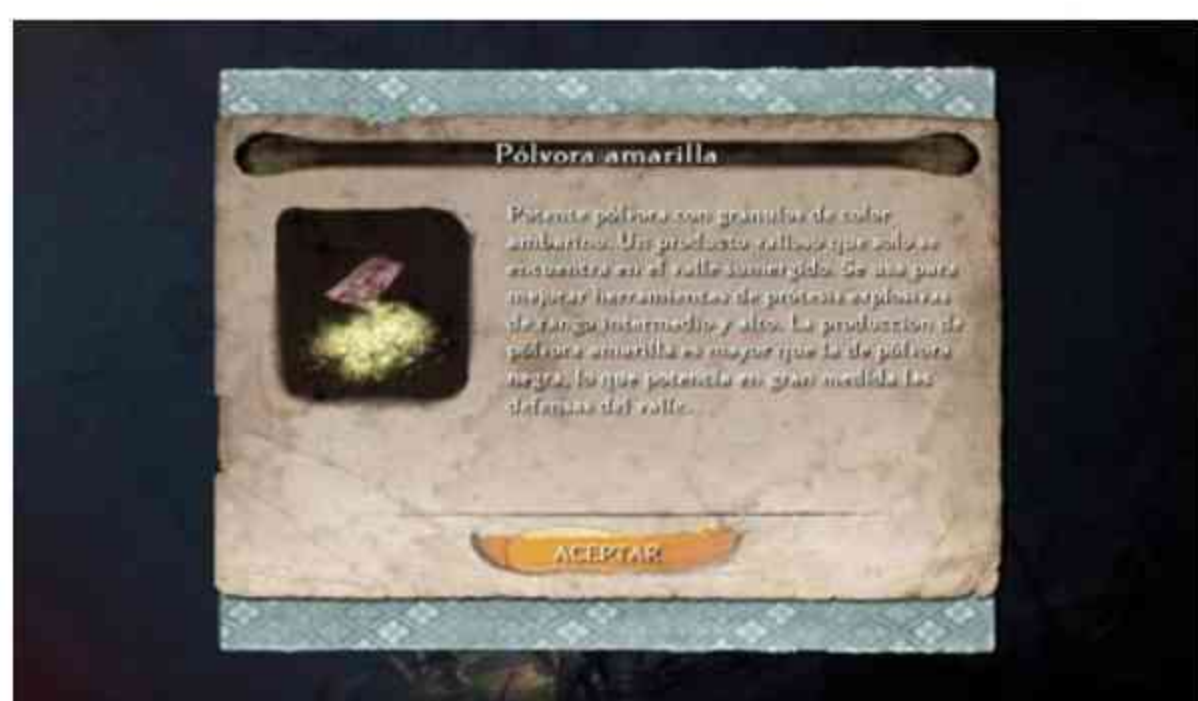 Pólvora amarilla
Potente pólvora con gránulos de color
ambarino. Un producto valioso que solo se
encuentra en el valle sumergido. Se usa para
mejorar herramientas de prótesis explosivas
de rango intermedio y alto. La producción de
pólvora amarilla es mayor que la de pólvora
negra, lo que potencia en gran medida las
defensas del valle.
ACEPTAR